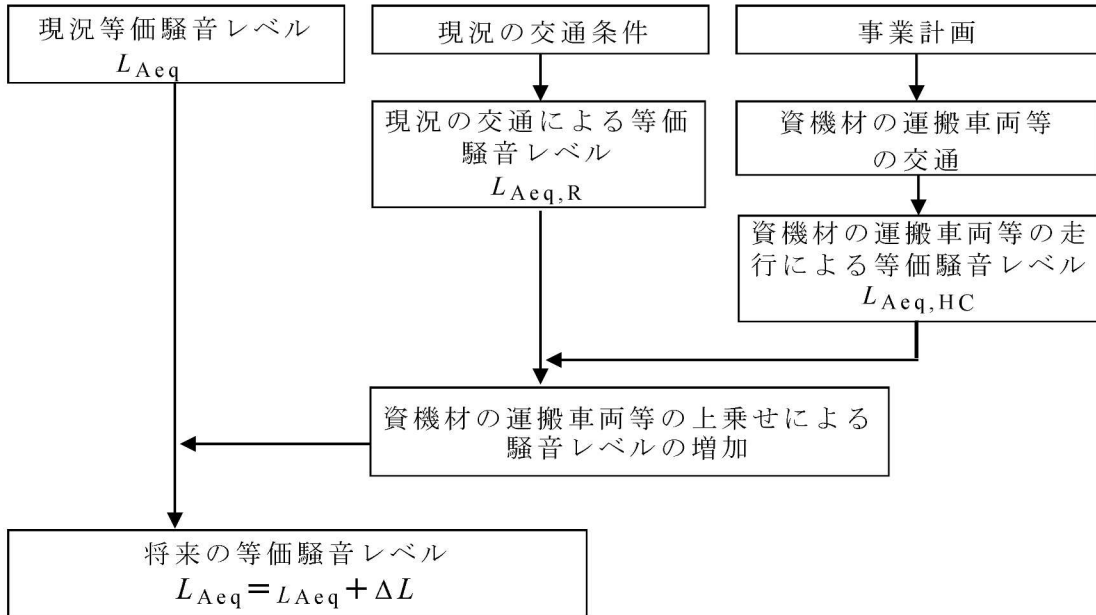 現況等価騒音レベル
LAeq
現況の交通条件
事業計画
現況の交通による等価
騒音レベル
LAeq,R
資機材の運搬車両等
の交通
資機材の運搬車両等の走
行による等価騒音レベル
LAeq,HC
資機材の運搬車両等の上乗せによる
騒音レベルの増加
将来の等価騒音レベル
LAeq=LAeq+ΔL